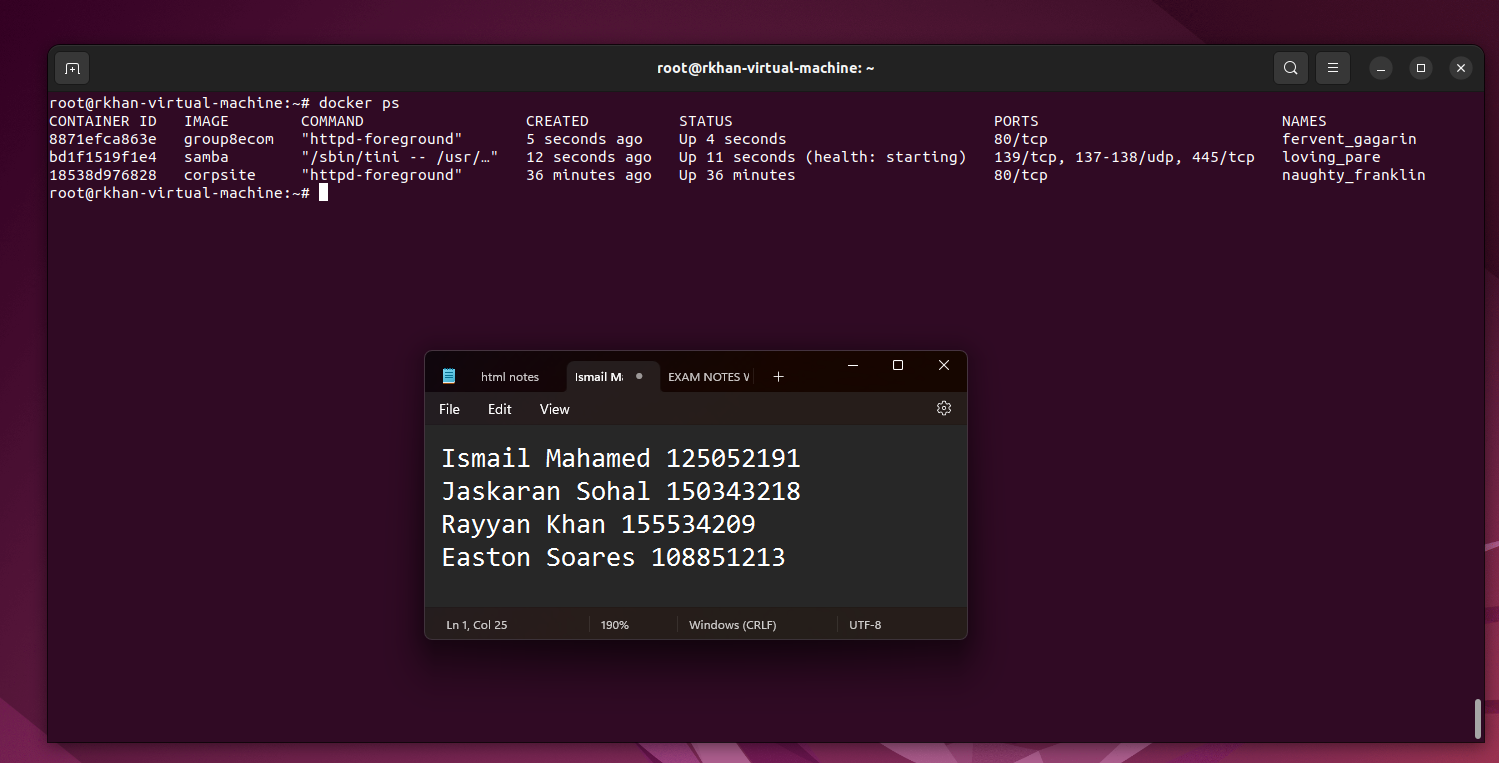 root@rkhan-virtual-machine: ~
root@rkhan-virtual-machine:~# docker ps
CONTAINER ID   IMAGE        COMMAND                  CREATED          STATUS                            PORTS                        NAMES
8871efca863e   group8ecom   "httpd-foreground"       5 seconds ago    Up 4 seconds                      80/tcp                       fervent_gagarin
bd1f1519f1e4   samba        "/sbin/tini -- /usr/…"   12 seconds ago   Up 11 seconds (health: starting)   139/tcp, 137-138/udp, 445/tcp   loving_pare
18538d976828   corpsite     "httpd-foreground"       36 minutes ago   Up 36 minutes                     80/tcp                       naughty_franklin
root@rkhan-virtual-machine:~#
html notes Ismail Ma EXAM NOTES W
File Edit View
Ismail Mahamed 125052191
Jaskaran Sohal 150343218
Rayyan Khan 155534209
Easton Soares 108851213
Ln 1, Col 25 190% Windows (CRLF) UTF-8